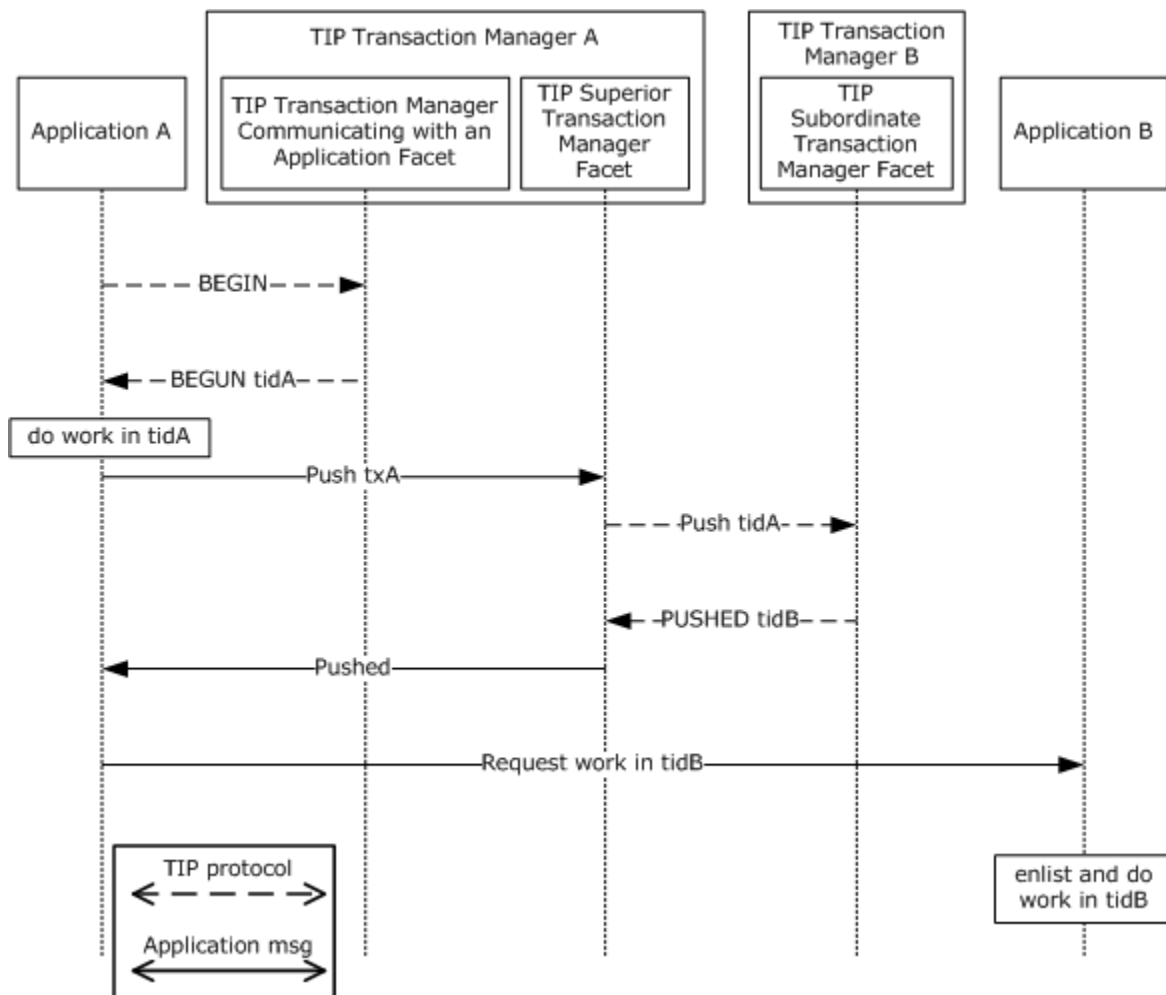 TIP Transaction Manager A
TIP Transaction
Manager B
Application A
TIP Transaction Manager
Communicating with an
Application Facet
TIP Superior
Transaction
Manager
Facet
TIP
Subordinate
Transaction
Manager Facet
Application B
BEGIN
BEGUN tidA
do work in tidA
Push txA
Push tidA
PUSHED tidB
Pushed
Request work in tidB
TIP protocol
Application msg
enlist and do
work in tidB